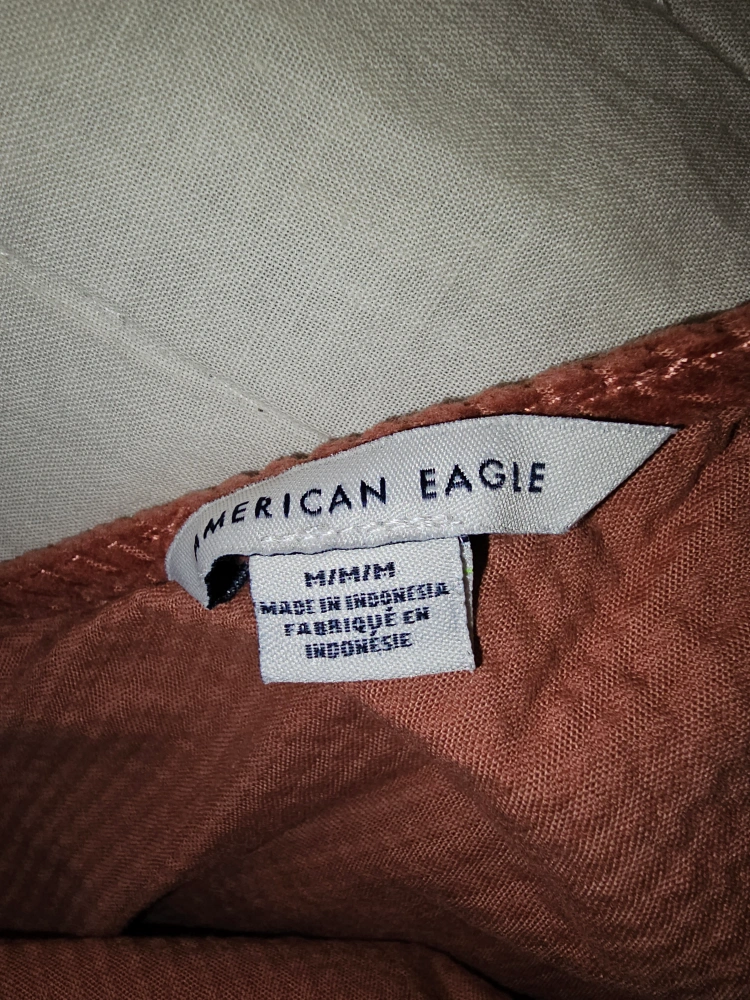 AMERICAN EAGLE
M/M/M
MADE IN INDONESIA
FABRIQUÉ EN
INDONÉSIE